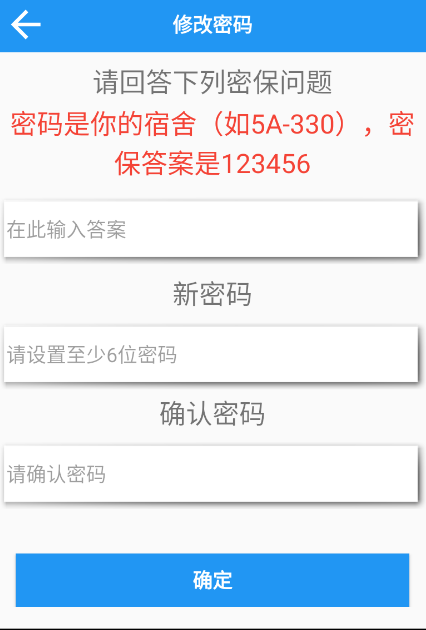 修改密码
请回答下列密保问题
密码是你的宿舍（如5A-330），密
保答案是123456
在此输入答案
新密码
请设置至少6位密码
确认密码
请确认密码
确定